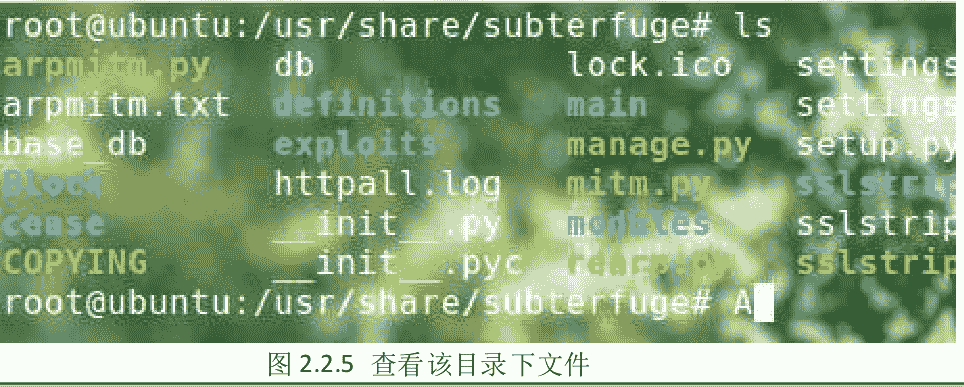 root@ubuntu:/usr/share/subterfuge# ls
arpmitm.py db lock.ico settings
arpmitm.txt definitions main settings
base_db exploits manage.py setup.py
Block httpall.log mitm.py sslstrip
cease __init__.py modules sslstrip
COPYING __init__.pyc sslstrip
root@ubuntu:/usr/share/subterfuge# A
图 2.2.5 查看该目录下文件